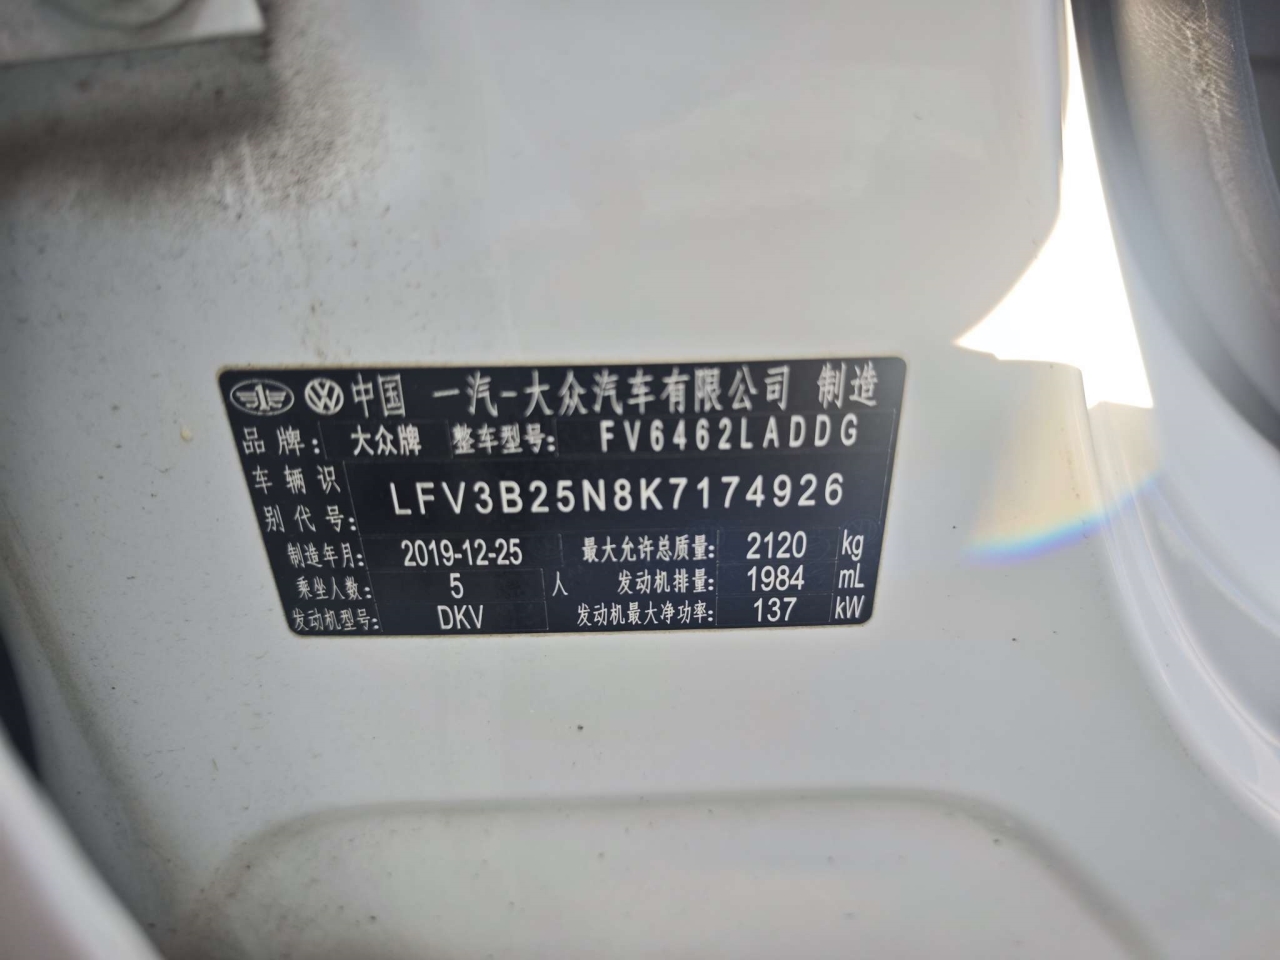 中国 一汽-大众汽车有限公司 制造
品牌: 大众牌 整车型号: FV6462LADDG
车辆识别代号: LFV3B25N8K7174926
制造年月: 2019-12-25 最大允许总质量: 2120 kg
乘坐人数: 5 人 发动机排量: 1984 mL
发动机型号: DKV 发动机最大净功率: 137 kW